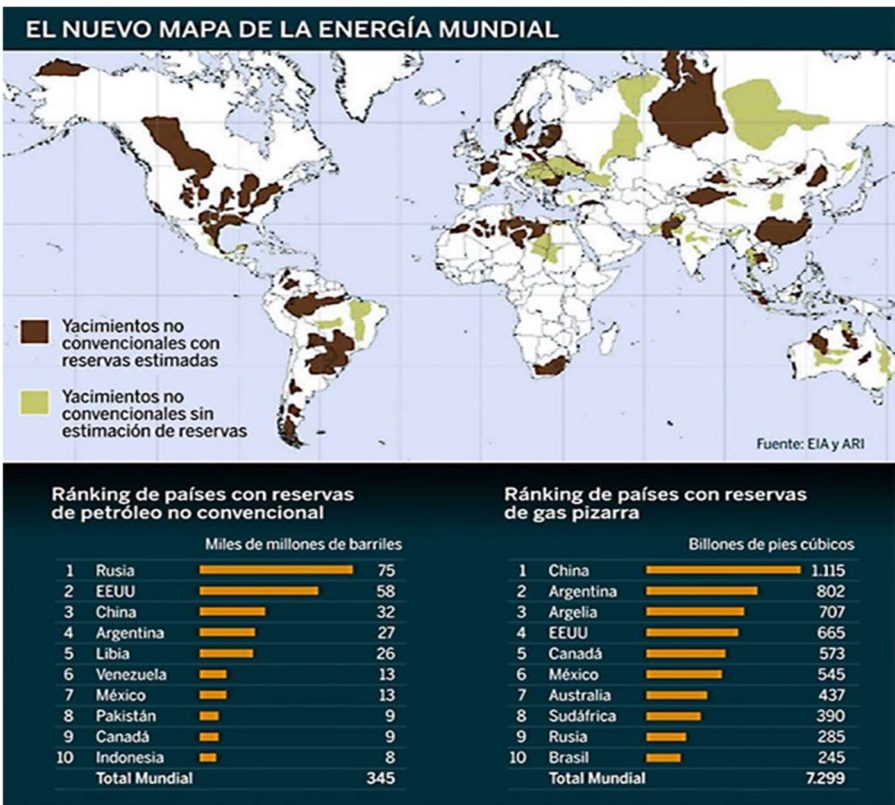 EL NUEVO MAPA DE LA ENERGÍA MUNDIAL
Yacimientos no
convencionales con
reservas estimadas
Yacimientos no
convencionales sin
estimación de reservas
Fuente: EIA y ARI
Ránking de países con reservas
de petróleo no convencional
Miles de millones de barriles
1 Rusia 75
2 EEUU 58
3 China 32
4 Argentina 27
5 Libia 26
6 Venezuela 13
7 México 13
8 Pakistán 9
9 Canadá 9
10 Indonesia 8
Total Mundial 345
Ránking de países con reservas
de gas pizarra
Billones de pies cúbicos
1 China 1.115
2 Argentina 802
3 Argelia 707
4 EEUU 665
5 Canadá 573
6 México 545
7 Australia 437
8 Sudáfrica 390
9 Rusia 285
10 Brasil 245
Total Mundial 7.299